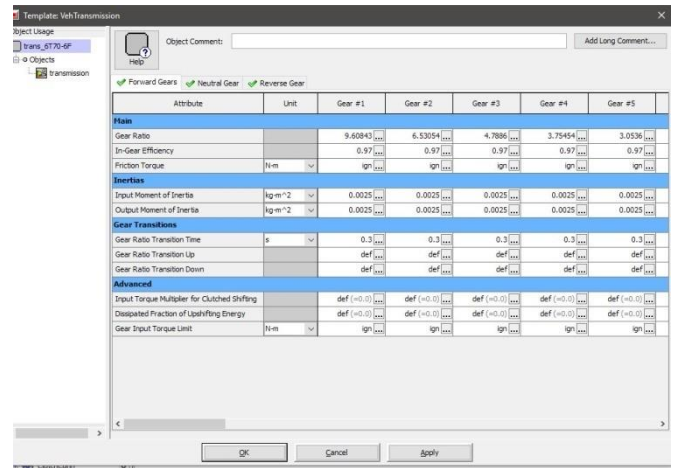 Template: VehTransmission
Object Usage
trans_6T70-6F
Objects
transmission
Help
Object Comment:
Add Long Comment...
Forward Gears Neutral Gear Reverse Gear
Attribute Unit Gear #1 Gear #2 Gear #3 Gear #4 Gear #5
Main
Gear Ratio 9.60843 ... 6.53054 ... 4.7886 ... 3.75454 ... 3.0536 ...
In-Gear Efficiency 0.97 ... 0.97 ... 0.97 ... 0.97 ... 0.97 ...
Friction Torque N-m ign ... ign ... ign ... ign ... ign ...
Inertias
Input Moment of Inertia kg-m^2 0.0025 ... 0.0025 ... 0.0025 ... 0.0025 ... 0.0025 ...
Output Moment of Inertia kg-m^2 0.0025 ... 0.0025 ... 0.0025 ... 0.0025 ... 0.0025 ...
Gear Transitions
Gear Ratio Transition Time s 0.3 ... 0.3 ... 0.3 ... 0.3 ... 0.3 ...
Gear Ratio Transition Up def ... def ... def ... def ... def ...
Gear Ratio Transition Down def ... def ... def ... def ... def ...
Advanced
Input Torque Multiplier for Clutched Shifting def (=0.0) ... def (=0.0) ... def (=0.0) ... def (=0.0) ... def (=0.0) ...
Dissipated Fraction of Upshifting Energy def (=0.0) ... def (=0.0) ... def (=0.0) ... def (=0.0) ... def (=0.0) ...
Gear Input Torque Limit N-m ign ... ign ... ign ... ign ... ign ...
OK Cancel Apply